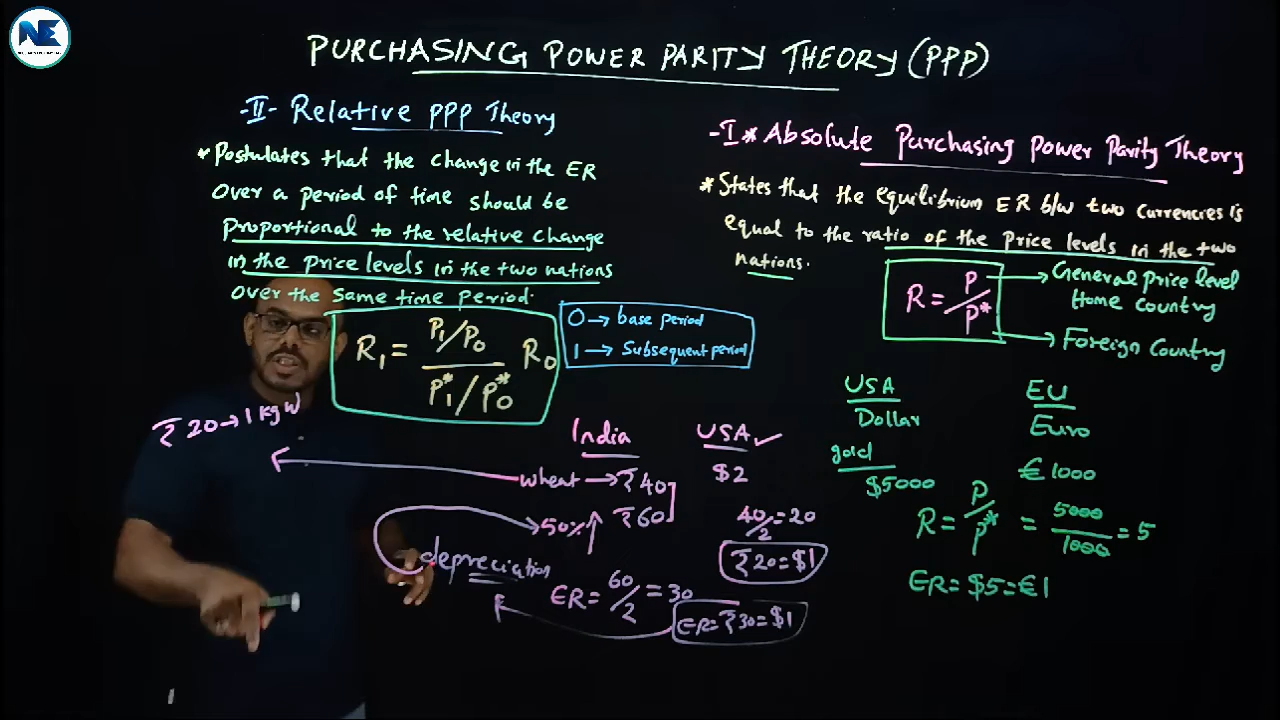 NE
PURCHASING POWER PARITY THEORY (PPP)
-II- Relative PPP Theory
*Postulates that the change in the ER
Over a period of time should be
proportional to the relative change
in the price levels in the two nations
over the same time period.
R1 = P1/P0 / P1*/P0* R0
0 → base period
1 → Subsequent period
-I* Absolute Purchasing Power Parity Theory
*States that the equilibrium ER b/w two currencies is
equal to the ratio of the price levels in the two
nations.
R = P/P*
General price level
Home country
Foreign Country
₹20→1 kg W
India
USA ✓
wheat → ₹40
$2
50% ↑ ₹60
40/2 = 20
₹20 = $1
depreciation
ER = 60/2 = 30
ER = ₹30 = $1
USA
EU
Dollar
Euro
gold
$5000
€1000
R = P/P* = 5000/1000 = 5
ER = $5 = €1